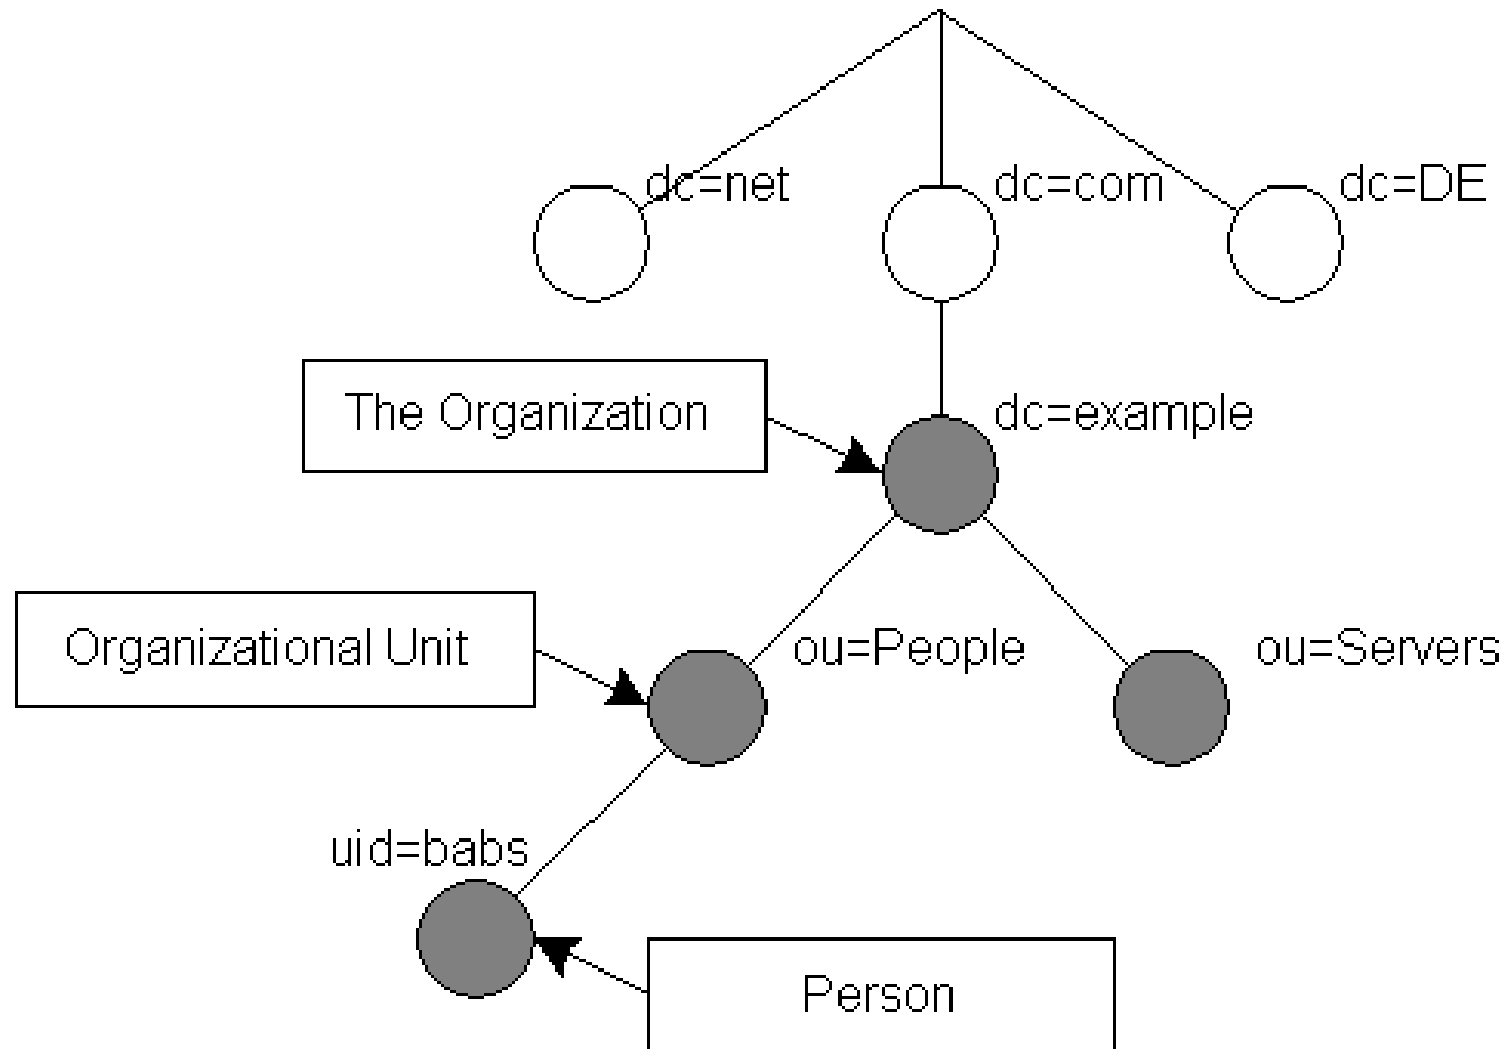 dc=net
dc=com
dc=DE
The Organization
dc=example
Organizational Unit
ou=People
ou=Servers
uid=babs
Person